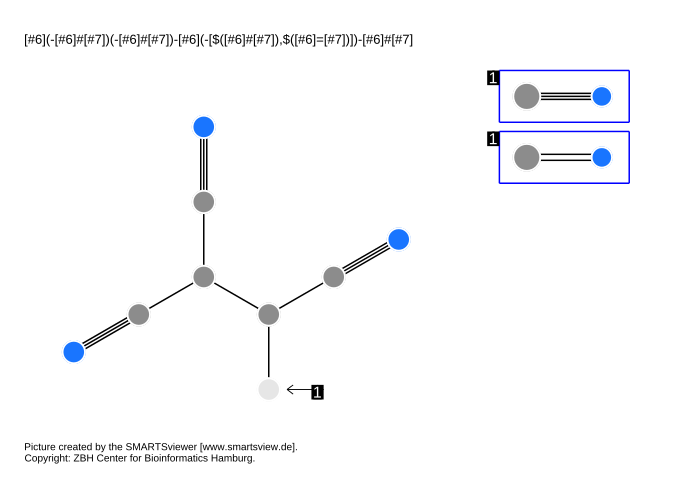 [#6](-[#6]#[#7])(-[#6]#[#7])-[#6](-[$([#6]#[#7]),$([#6]=[#7])])-[#6]#[#7]
1
1
1
Picture created by the SMARTSviewer [www.smartsview.de].
Copyright: ZBH Center for Bioinformatics Hamburg.